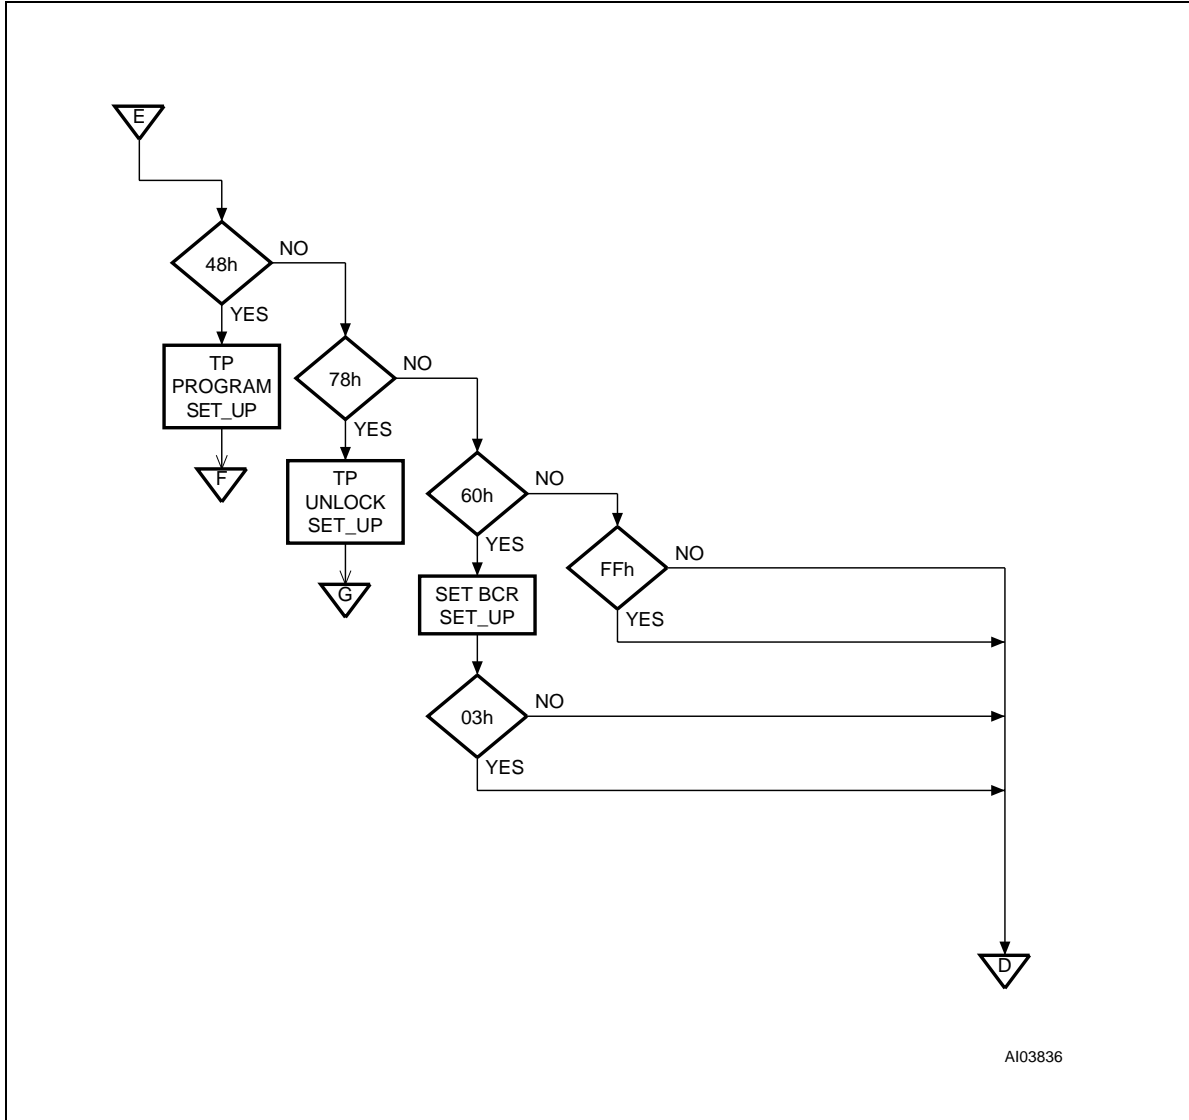 E
48h
NO
YES
TP
PROGRAM
SET_UP
F
78h
NO
YES
TP
UNLOCK
SET_UP
G
60h
NO
YES
SET BCR
SET_UP
FFh
NO
YES
03h
NO
YES
D
AI03836